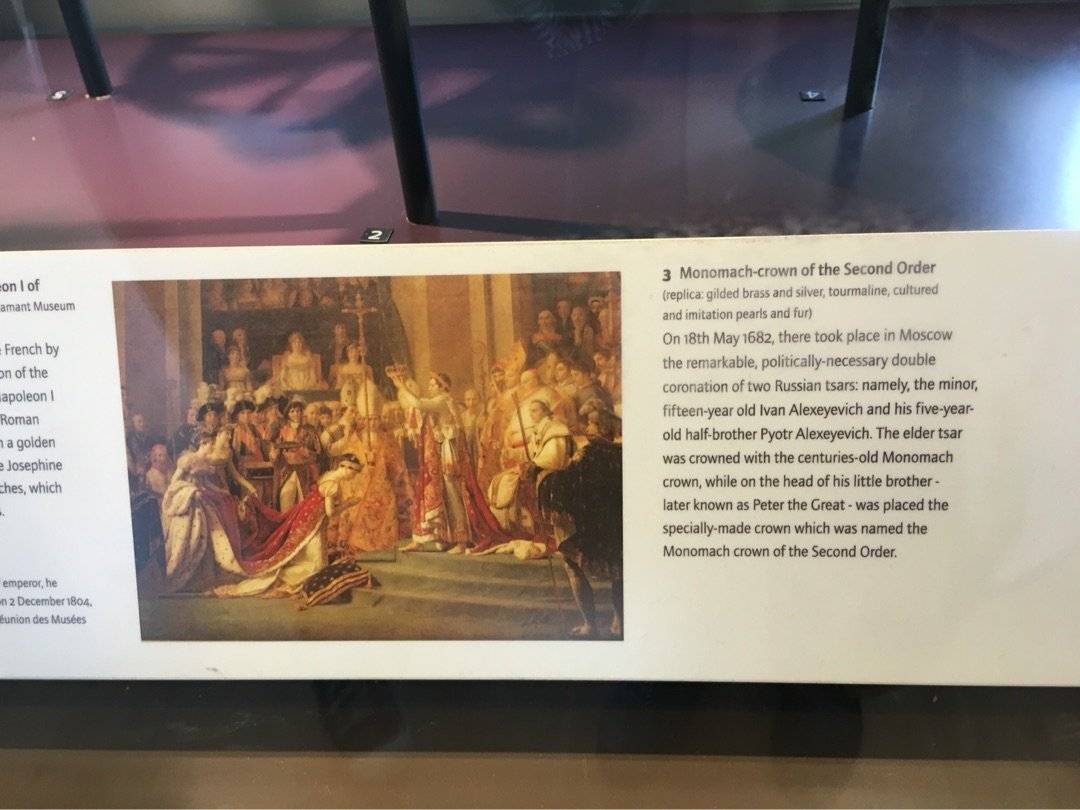 5
4
2
eon I of
amant Museum
French by
on of the
apoleon I
Roman
a golden
e Josephine
ches, which
s.
emperor, he
on 2 December 1804,
éunion des Musées
3 Monomach-crown of the Second Order
(replica: gilded brass and silver, tourmaline, cultured
and imitation pearls and fur)
On 18th May 1682, there took place in Moscow
the remarkable, politically-necessary double
coronation of two Russian tsars: namely, the minor,
fifteen-year old Ivan Alexeyevich and his five-year-
old half-brother Pyotr Alexeyevich. The elder tsar
was crowned with the centuries-old Monomach
crown, while on the head of his little brother -
later known as Peter the Great - was placed the
specially-made crown which was named the
Monomach crown of the Second Order.